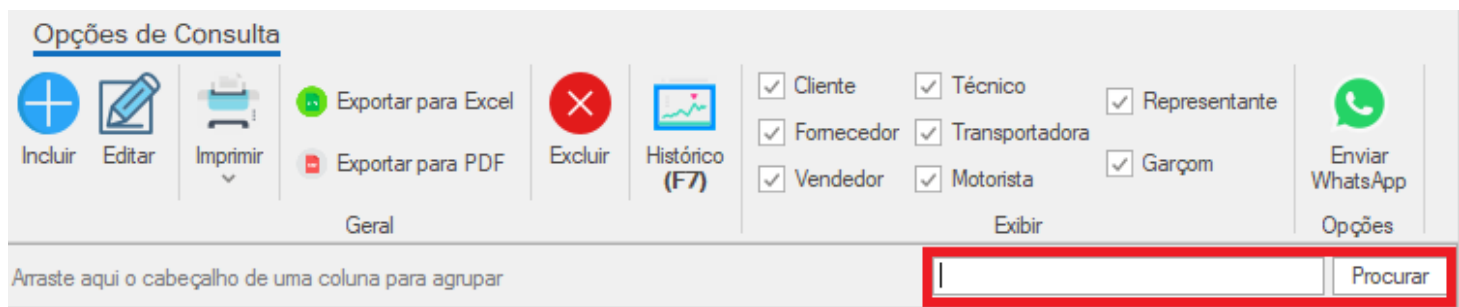 Opções de Consulta
Incluir
Editar
Imprimir
Exportar para Excel
Exportar para PDF
Excluir
Histórico
(F7)
Cliente
Fornecedor
Vendedor
Técnico
Transportadora
Motorista
Representante
Garçom
Enviar
WhatsApp
Geral
Exibir
Opções
Arraste aqui o cabeçalho de uma coluna para agrupar
Procurar